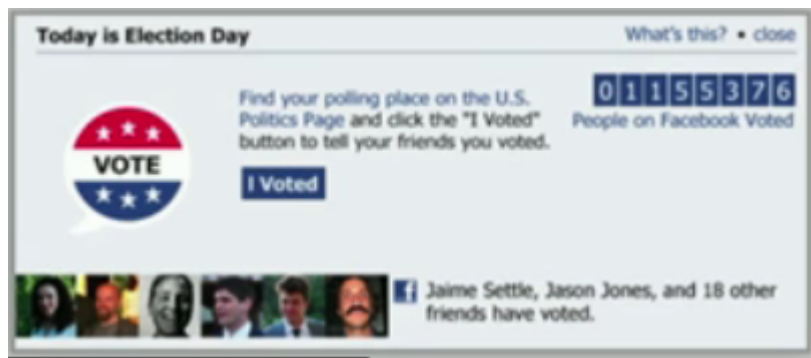 Today is Election Day
What's this? • close
Find your polling place on the U.S.
Politics Page and click the "I Voted"
button to tell your friends you voted.
I Voted
01155376
People on Facebook Voted
VOTE
f Jaime Settle, Jason Jones, and 18 other
friends have voted.